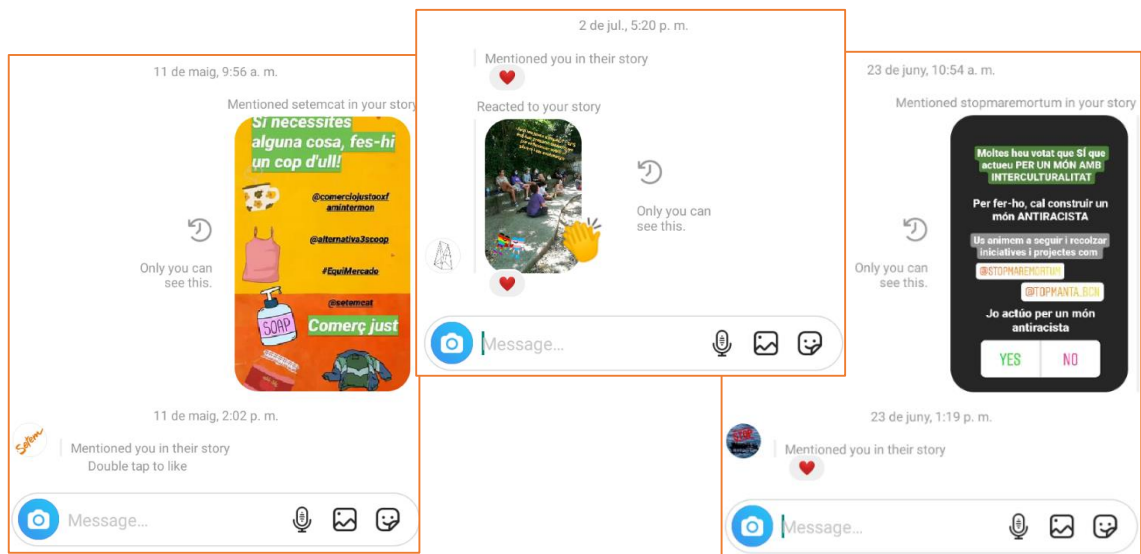 11 de maig, 9:56 a. m.
Mentioned setemcat in your story
Si necessites
alguna cosa, fes-hi
un cop d'ull!
@comerciojustooxf
amintermon
@alternativa3scoop
#EquiMercado
@setemcat
SOAP
Comerç just
Only you can
see this.
11 de maig, 2:02 p. m.
Setem
Mentioned you in their story
Double tap to like
Message...
2 de jul., 5:20 p. m.
Mentioned you in their story
Reacted to your story
Only you can
see this.
Message...
23 de juny, 10:54 a. m.
Mentioned stopmaremortum in your story
Moltes heu votat que SÍ que
actueu PER UN MÓN AMB
INTERCULTURALITAT
Per fer-ho, cal construir un
món ANTIRACISTA
Us animem a seguir i recolzar
iniciatives i projectes com
@STOPMAREMORTUM
@TOPMANTA_BCN
Jo actúo per un món
antiracista
YES
NO
Only you can
see this.
23 de juny, 1:19 p. m.
Mentioned you in their story
Message...